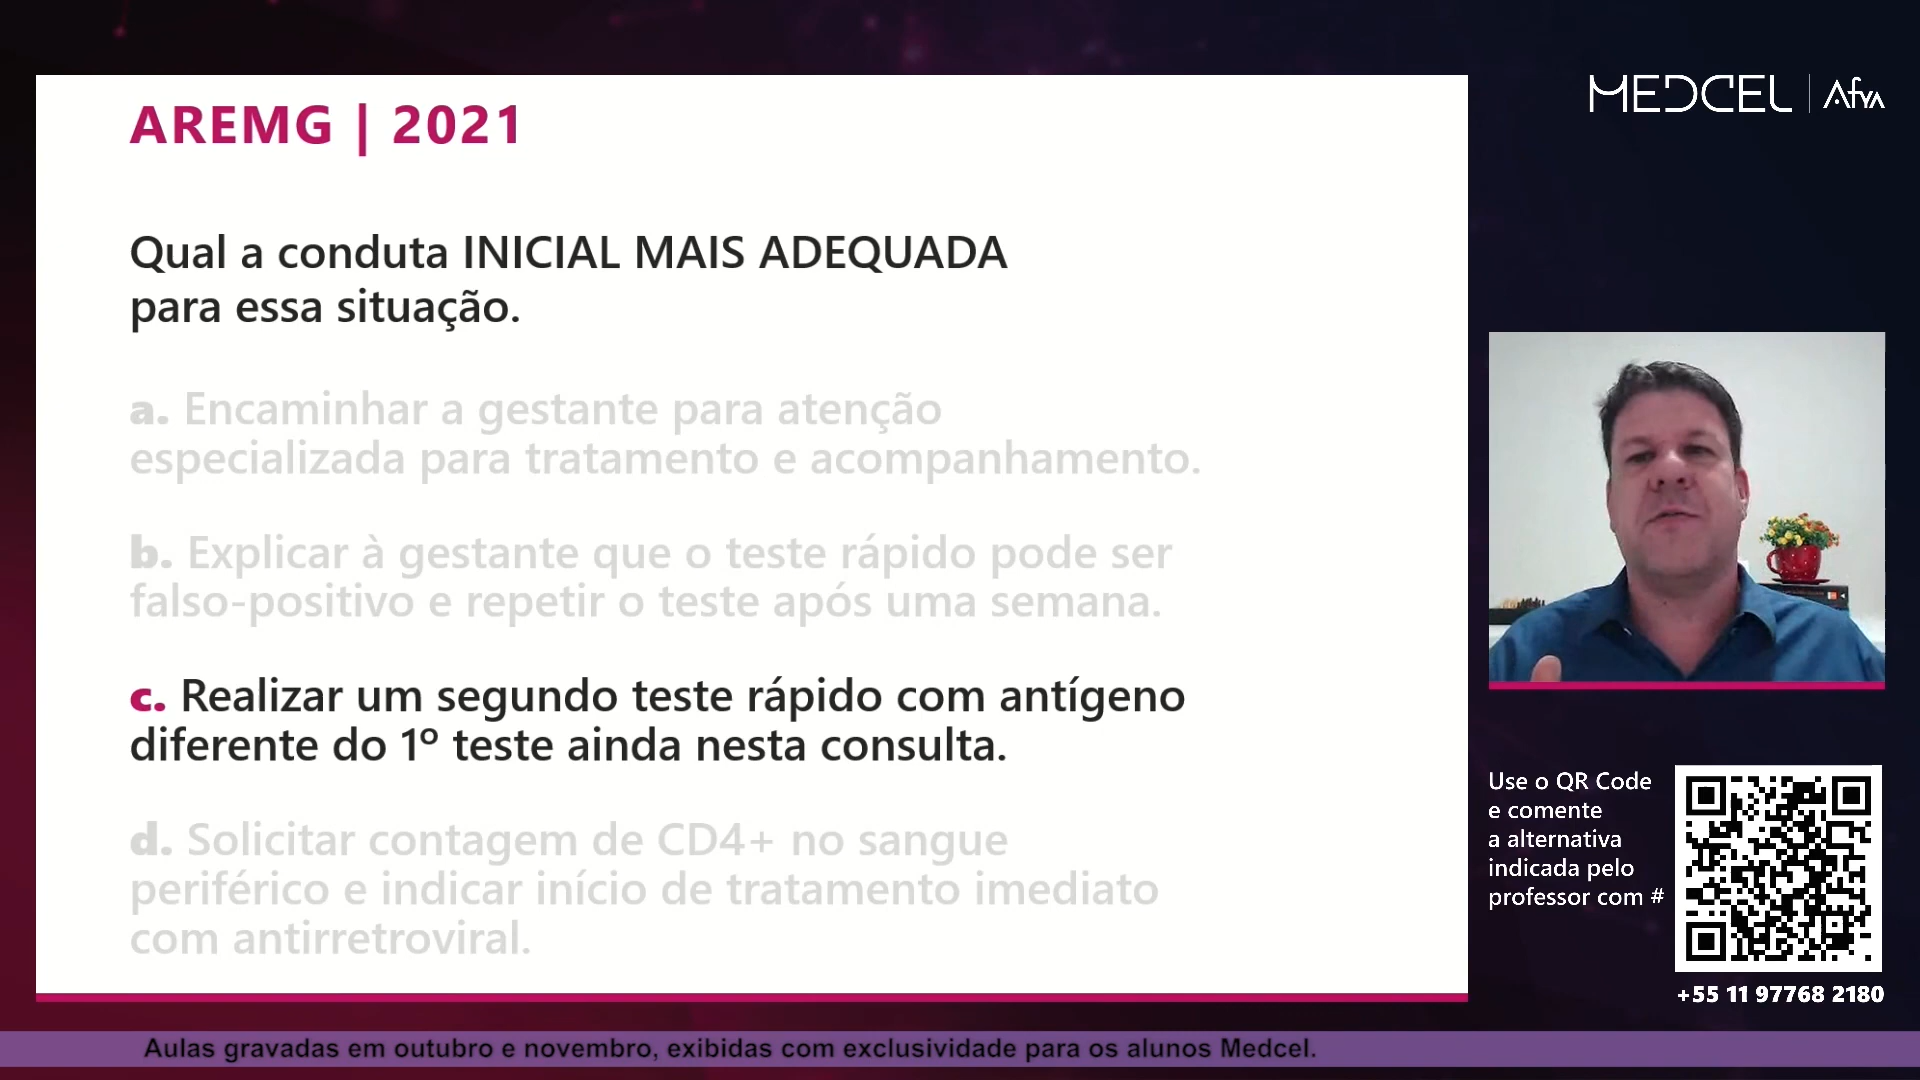 AREMG | 2021
Qual a conduta INICIAL MAIS ADEQUADA
para essa situação.
a. Encaminhar a gestante para atenção
especializada para tratamento e acompanhamento.
b. Explicar à gestante que o teste rápido pode ser
falso-positivo e repetir o teste após uma semana.
c. Realizar um segundo teste rápido com antígeno
diferente do 1º teste ainda nesta consulta.
d. Solicitar contagem de CD4+ no sangue
periférico e indicar início de tratamento imediato
com antirretroviral.
MEDCEL | Afya
Use o QR Code
e comente
a alternativa
indicada pelo
professor com #
+55 11 97768 2180
Aulas gravadas em outubro e novembro, exibidas com exclusividade para os alunos Medcel.